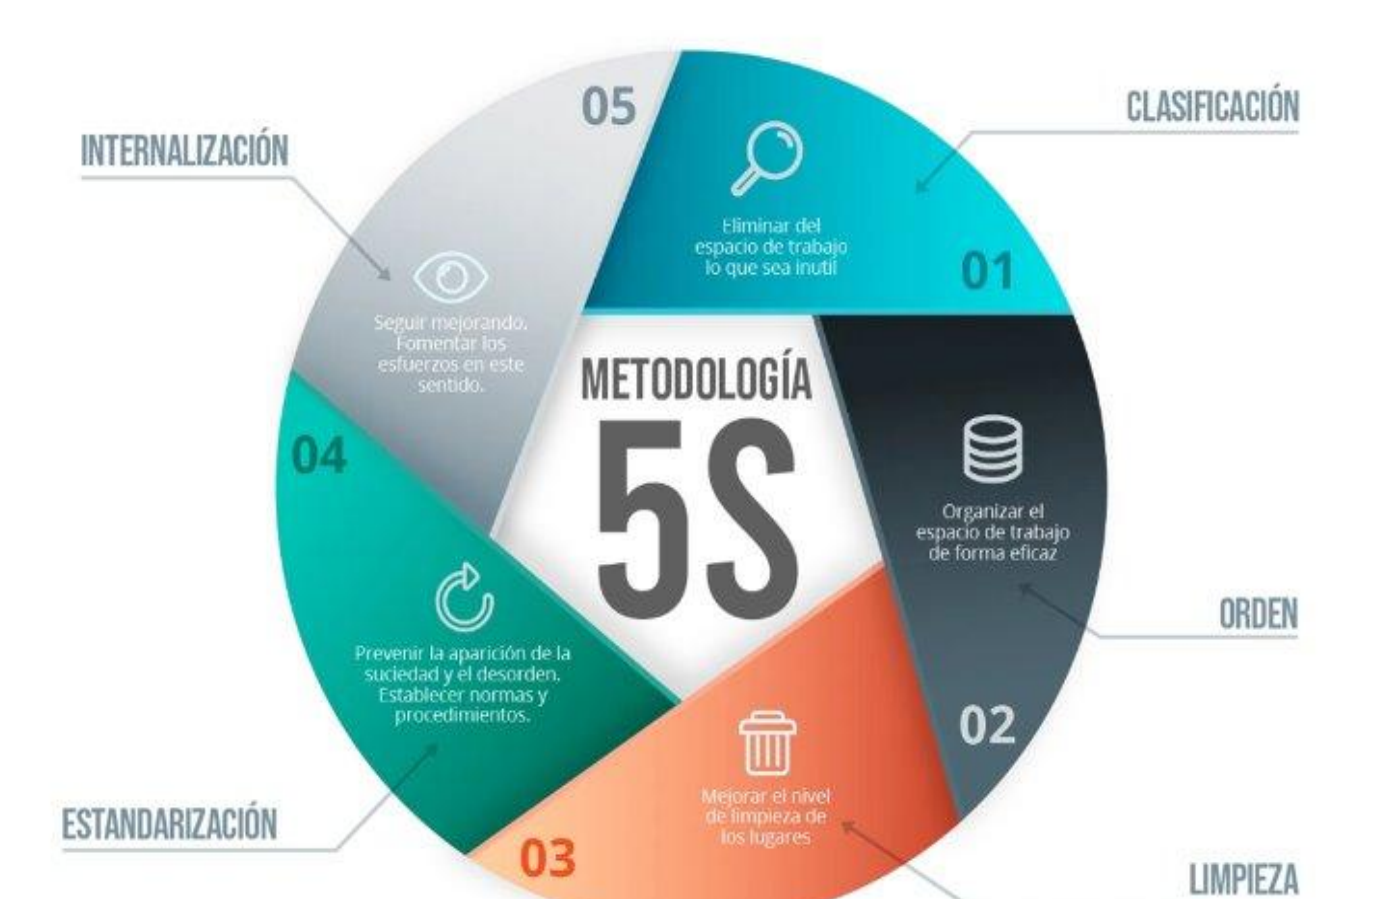 METODOLOGÍA
5S
CLASIFICACIÓN
Eliminar del
espacio de trabajo
lo que sea inutil
01
ORDEN
Organizar el
espacio de trabajo
de forma eficaz
02
LIMPIEZA
Mejorar el nivel
de limpieza de
los lugares
03
ESTANDARIZACIÓN
Prevenir la aparición de la
suciedad y el desorden.
Establecer normas y
procedimientos.
04
INTERNALIZACIÓN
Seguir mejorando.
Fomentar los
esfuerzos en este
sentido.
05